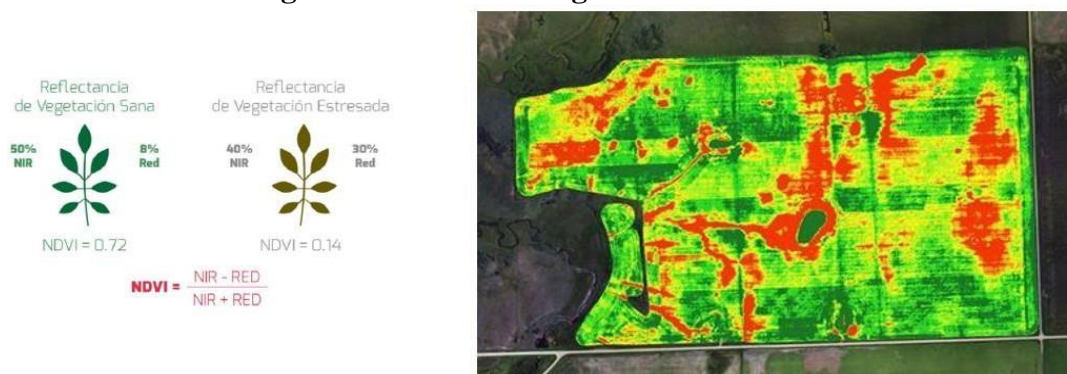 Reflectancia
de Vegetación Sana
50%
NIR
8%
Red
NDVI = 0.72
Reflectancia
de Vegetación Estresada
40%
NIR
30%
Red
NDVI = 0.14
NDVI = NIR - RED
NIR + RED